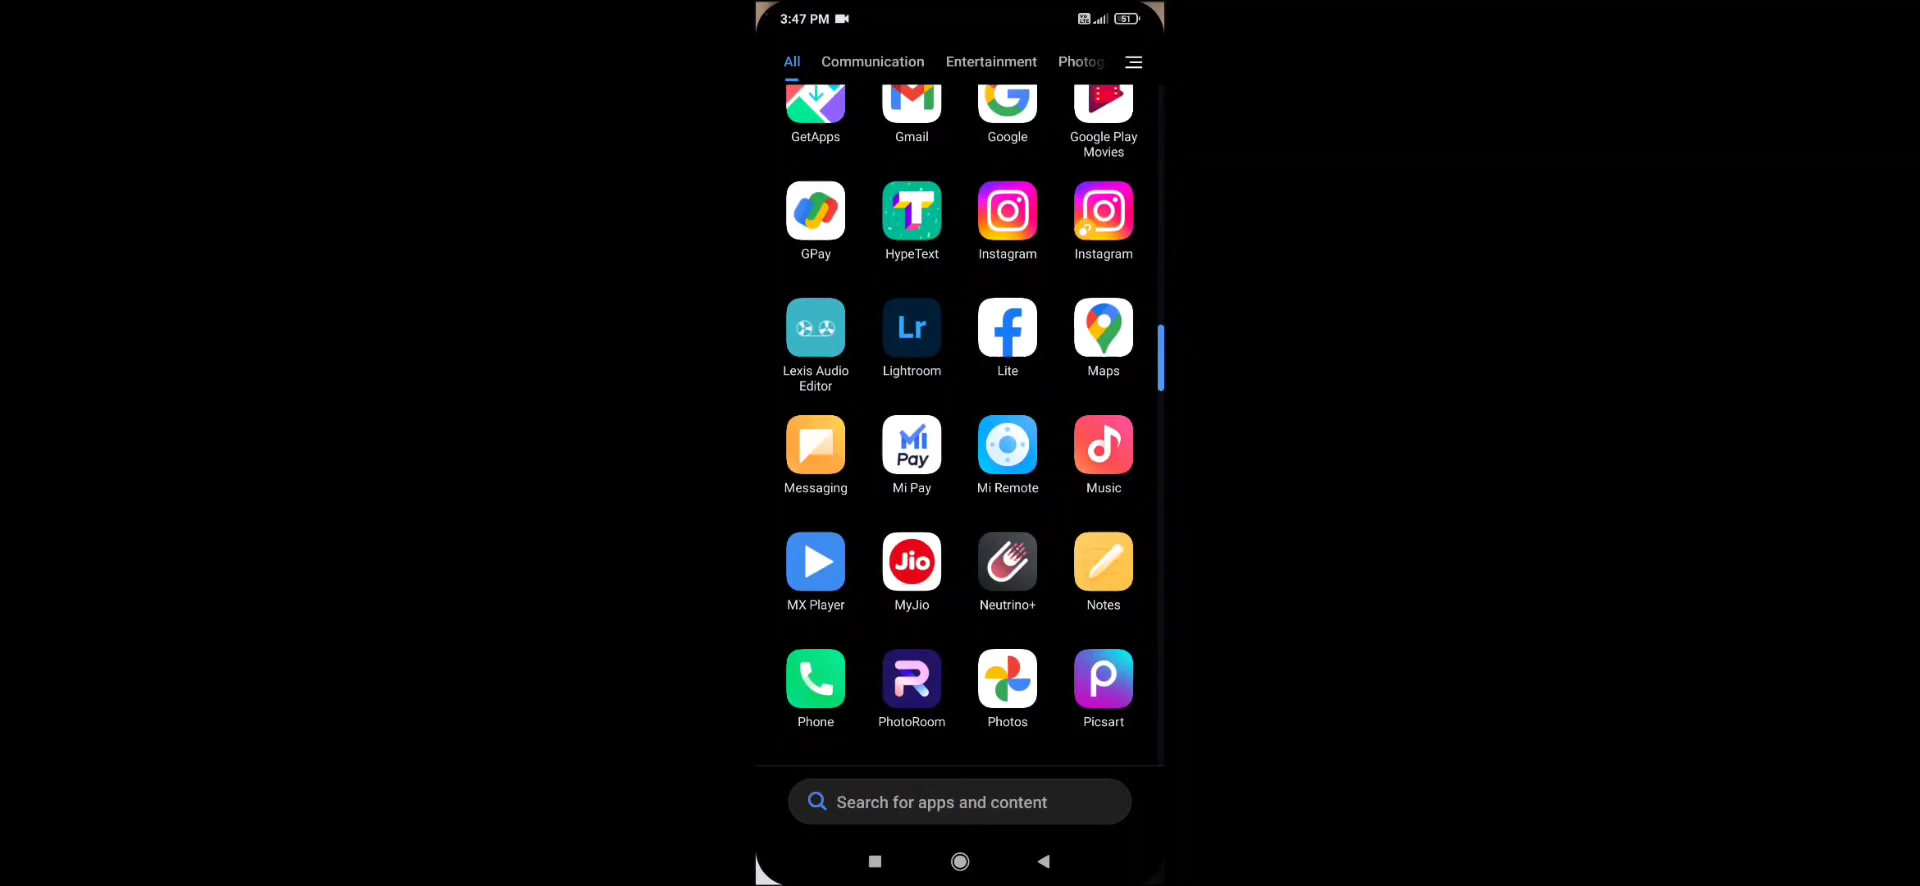 3:47 PM
51
All Communication Entertainment Photog
GetApps Gmail Google Google Play
Movies
GPay HypeText Instagram Instagram
Lr
Lexis Audio Lightroom Lite Maps
Editor
Mi
Pay
Messaging Mi Pay Mi Remote Music
Jio
MX Player MyJio Neutrino+ Notes
Phone PhotoRoom Photos Picsart
Search for apps and content